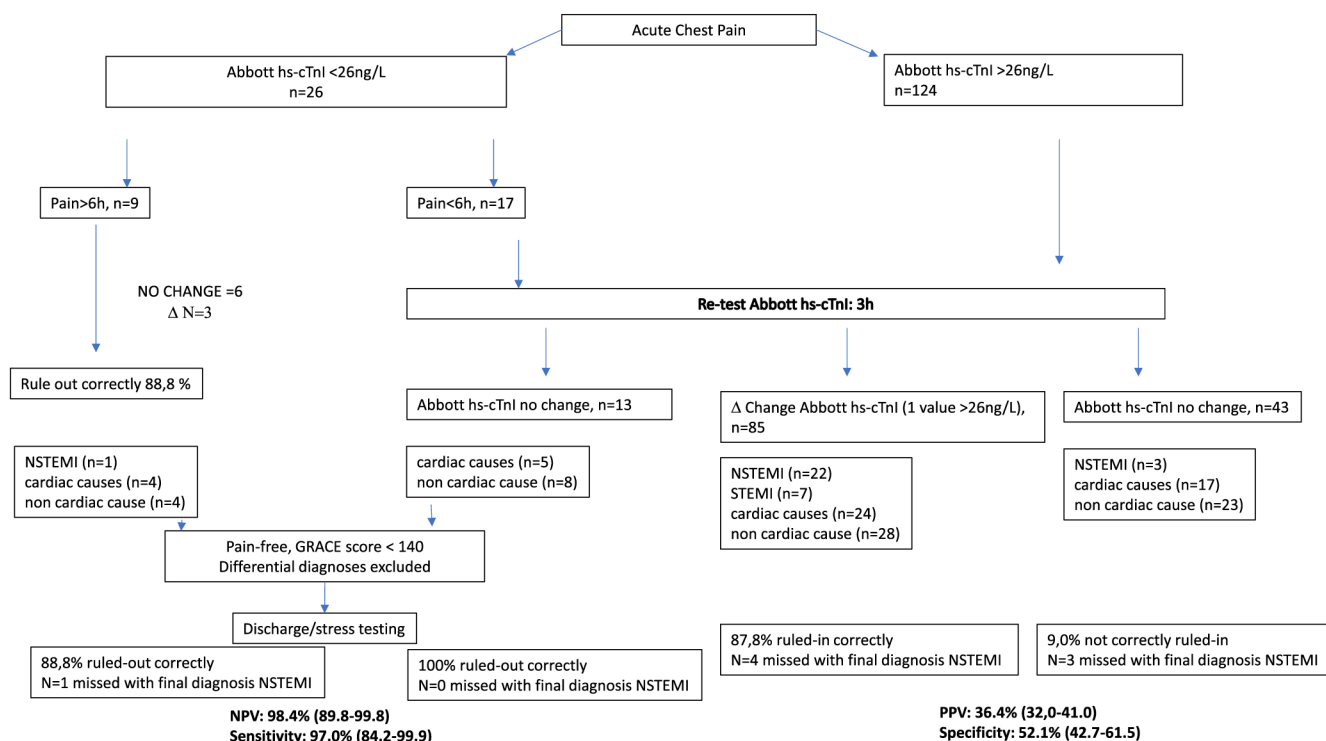 Acute Chest Pain
Abbott hs-cTnI <26ng/L
n=26
Abbott hs-cTnI >26ng/L
n=124
Pain>6h, n=9
Pain<6h, n=17
NO CHANGE =6
Δ N=3
Re-test Abbott hs-cTnI: 3h
Rule out correctly 88,8 %
Abbott hs-cTnI no change, n=13
Δ Change Abbott hs-cTnI (1 value >26ng/L),
n=85
Abbott hs-cTnI no change, n=43
NSTEMI (n=1)
cardiac causes (n=4)
non cardiac cause (n=4)
cardiac causes (n=5)
non cardiac cause (n=8)
NSTEMI (n=22)
STEMI (n=7)
cardiac causes (n=24)
non cardiac cause (n=28)
NSTEMI (n=3)
cardiac causes (n=17)
non cardiac cause (n=23)
Pain-free, GRACE score < 140
Differential diagnoses excluded
Discharge/stress testing
88,8% ruled-out correctly
N=1 missed with final diagnosis NSTEMI
100% ruled-out correctly
N=0 missed with final diagnosis NSTEMI
87,8% ruled-in correctly
N=4 missed with final diagnosis NSTEMI
9,0% not correctly ruled-in
N=3 missed with final diagnosis NSTEMI
NPV: 98.4% (89.8-99.8)
Sensitivity: 97.0% (84.2-99.9)
PPV: 36.4% (32,0-41.0)
Specificity: 52.1% (42.7-61.5)